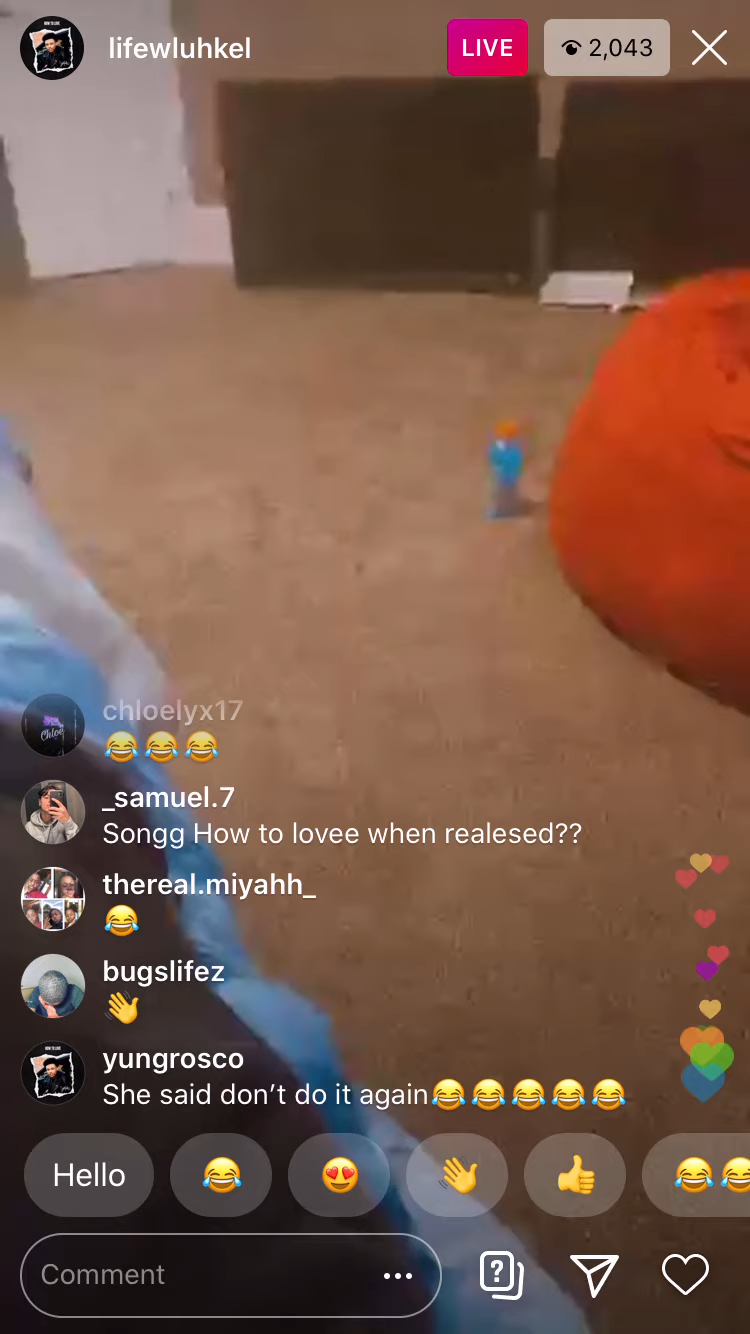 lifewluhkel
LIVE
2,043
chloelyx17
😂😂😂
_samuel.7
Songg How to lovee when realesed??
thereal.miyahh_
😂
bugslifez
👋
yungrosco
She said don’t do it again😂😂😂😂😂
Hello 😂 😍 👋 👍 😂😂
Comment